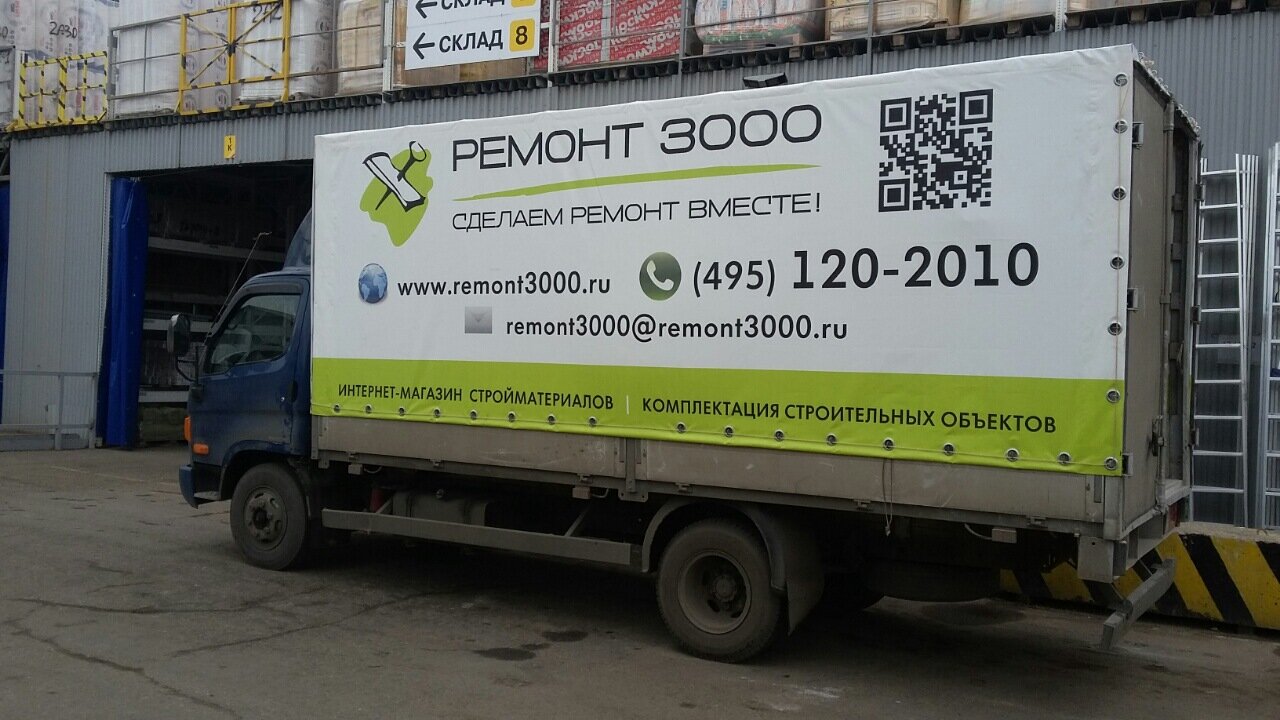 СКЛАД
СКЛАД 8
1
К
РЕМОНТ 3000
СДЕЛАЕМ РЕМОНТ ВМЕСТЕ!
www.remont3000.ru (495) 120-2010
remont3000@remont3000.ru
ИНТЕРНЕТ-МАГАЗИН СТРОЙМАТЕРИАЛОВ | КОМПЛЕКТАЦИЯ СТРОИТЕЛЬНЫХ ОБЪЕКТОВ